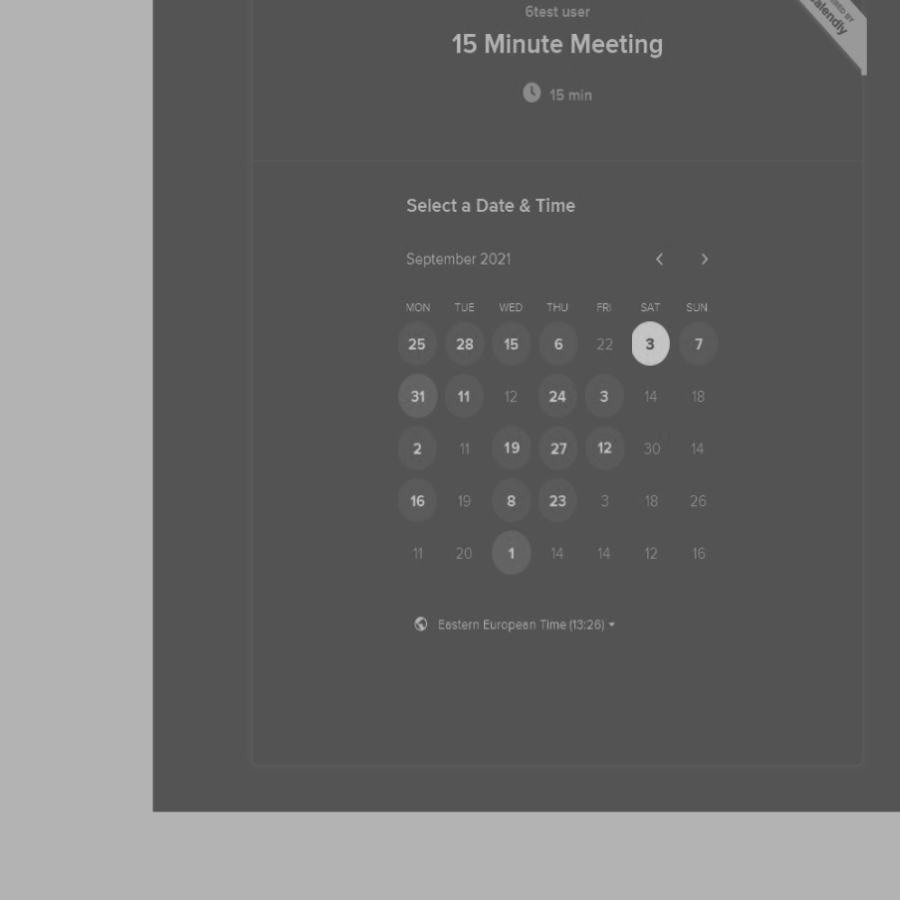 6test user
15 Minute Meeting
15 min
Select a Date & Time
September 2021
MON TUE WED THU FRI SAT SUN
25 28 15 6 22 3 7
31 11 12 24 3 14 18
2 11 19 27 12 30 14
16 19 8 23 3 18 26
11 20 1 14 14 12 16
Eastern European Time (13:26)